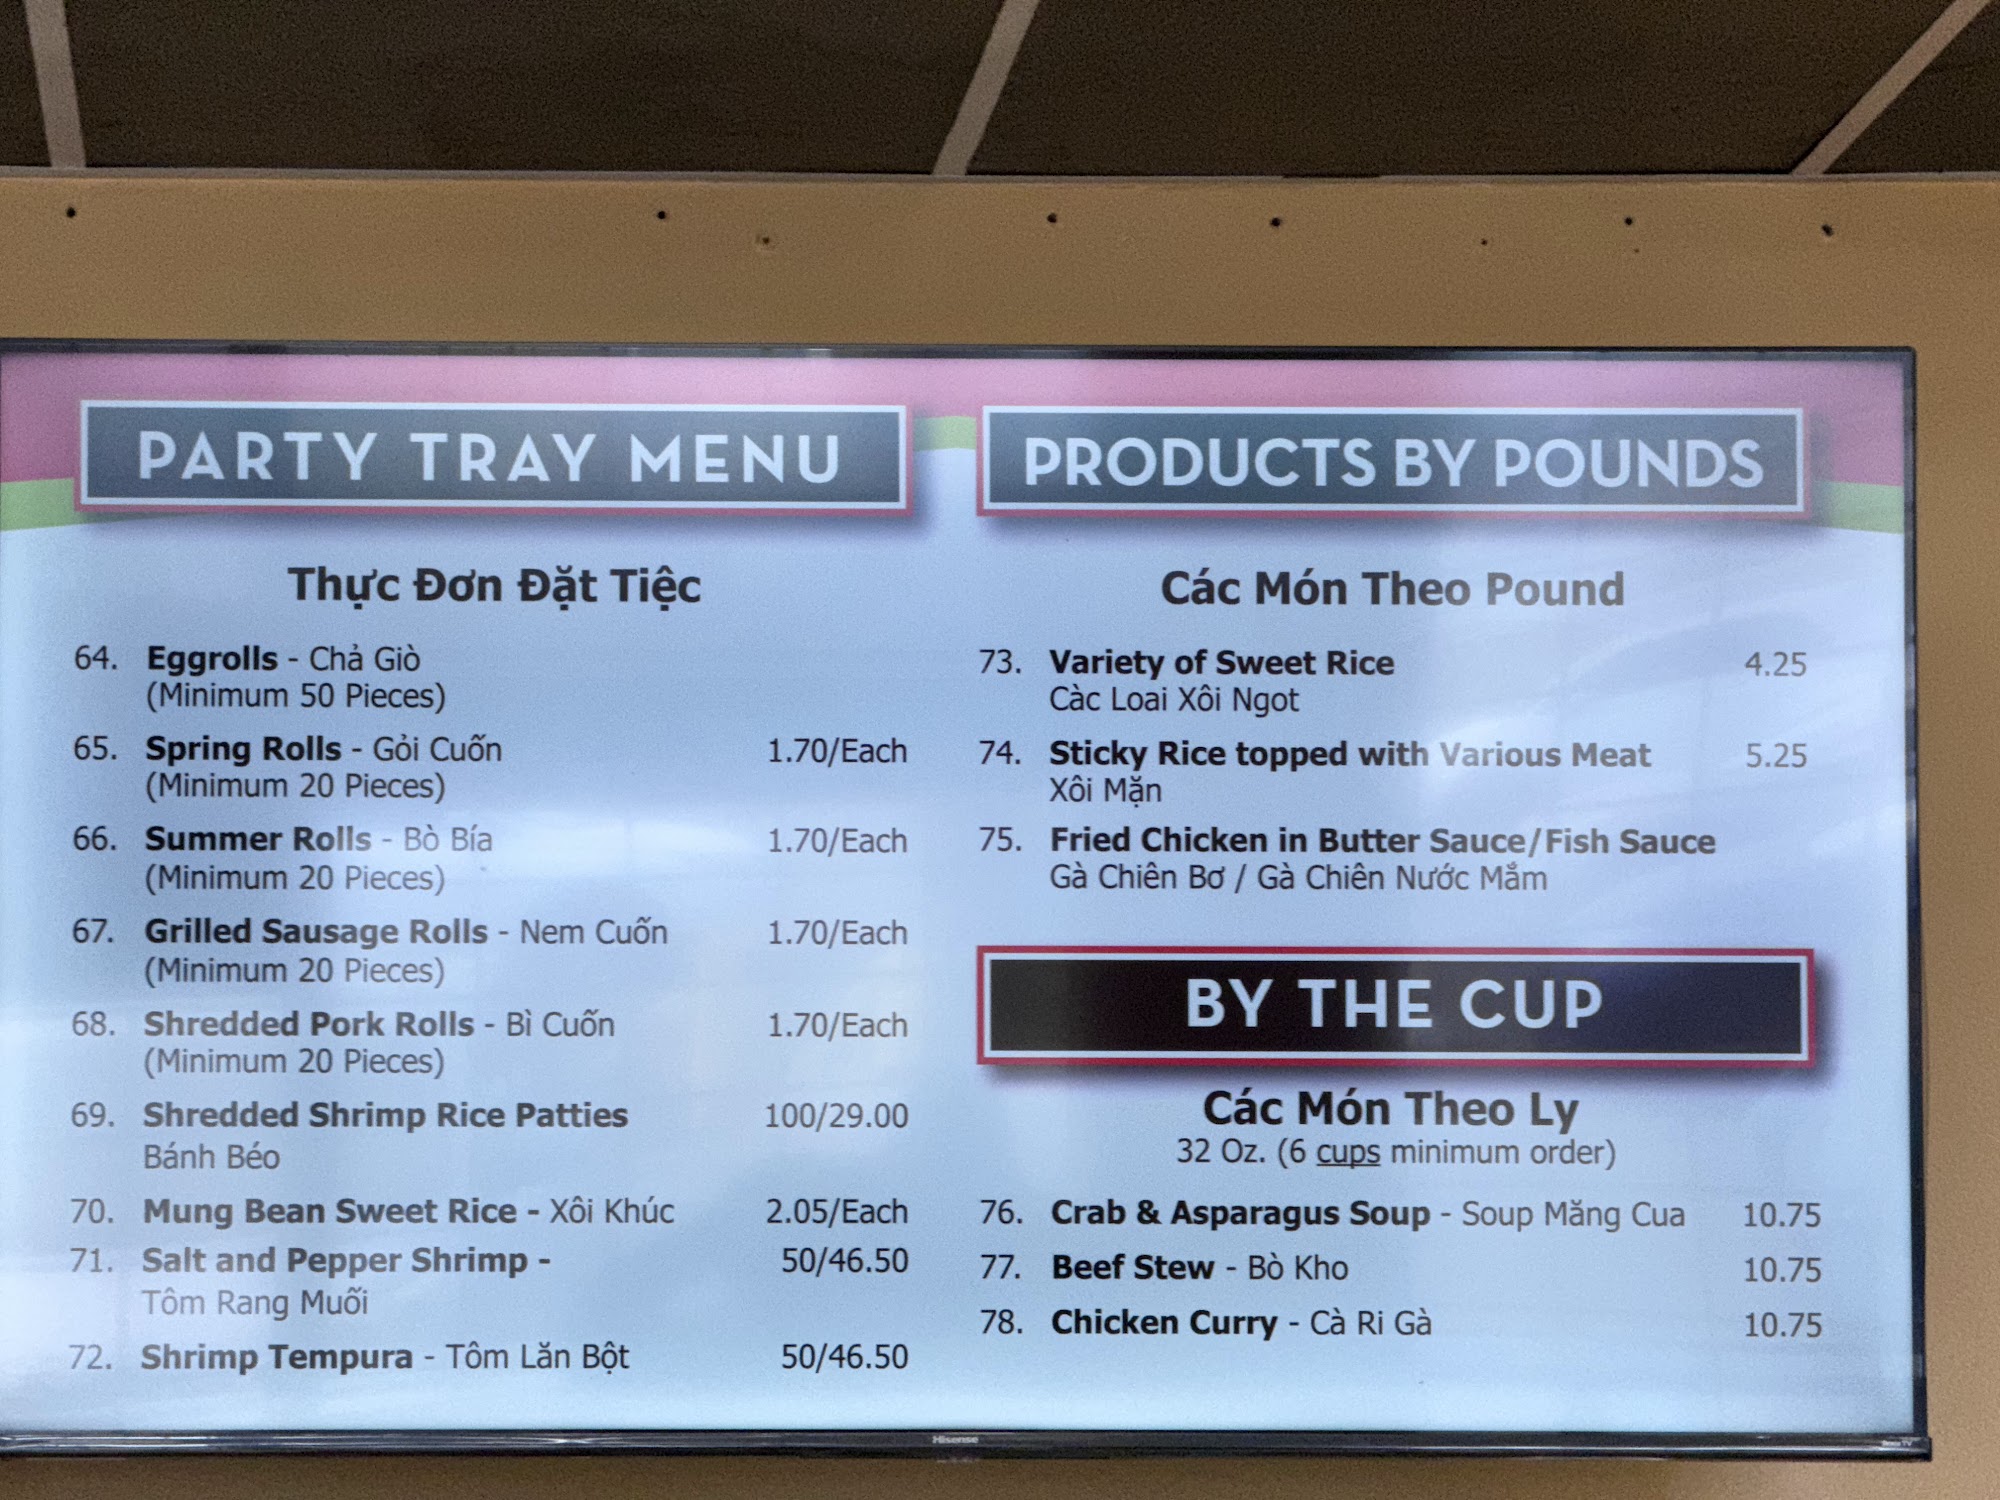 PARTY TRAY MENU
Thực Đơn Đặt Tiệc
64. Eggrolls - Chả Giò
(Minimum 50 Pieces)
65. Spring Rolls - Gỏi Cuốn 1.70/Each
(Minimum 20 Pieces)
66. Summer Rolls - Bò Bía 1.70/Each
(Minimum 20 Pieces)
67. Grilled Sausage Rolls - Nem Cuốn 1.70/Each
(Minimum 20 Pieces)
68. Shredded Pork Rolls - Bì Cuốn 1.70/Each
(Minimum 20 Pieces)
69. Shredded Shrimp Rice Patties 100/29.00
Bánh Béo
70. Mung Bean Sweet Rice - Xôi Khúc 2.05/Each
71. Salt and Pepper Shrimp - 50/46.50
Tôm Rang Muối
72. Shrimp Tempura - Tôm Lăn Bột 50/46.50
PRODUCTS BY POUNDS
Các Món Theo Pound
73. Variety of Sweet Rice 4.25
Càc Loai Xôi Ngot
74. Sticky Rice topped with Various Meat 5.25
Xôi Mặn
75. Fried Chicken in Butter Sauce/Fish Sauce
Gà Chiên Bơ / Gà Chiên Nước Mắm
BY THE CUP
Các Món Theo Ly
32 Oz. (6 cups minimum order)
76. Crab & Asparagus Soup - Soup Măng Cua 10.75
77. Beef Stew - Bò Kho 10.75
78. Chicken Curry - Cà Ri Gà 10.75
Hisense
Roku TV